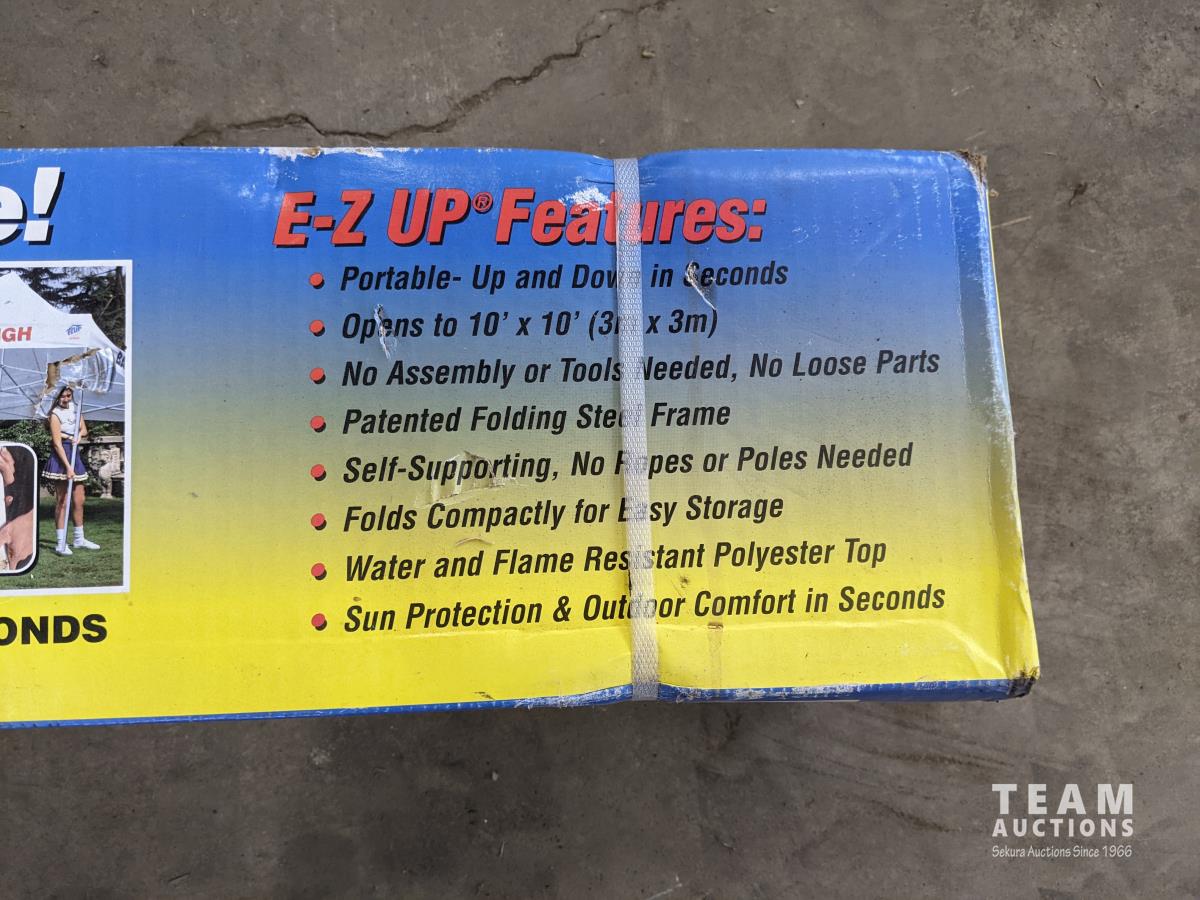 e!
E-Z UP® Features:
Portable- Up and Down in Seconds
Opens to 10' x 10' (3m x 3m)
No Assembly or Tools Needed, No Loose Parts
Patented Folding Steel Frame
Self-Supporting, No Ropes or Poles Needed
Folds Compactly for Easy Storage
Water and Flame Resistant Polyester Top
Sun Protection & Outdoor Comfort in Seconds
IGH
ONDS
TEAM
AUCTIONS
Sekura Auctions Since 1966